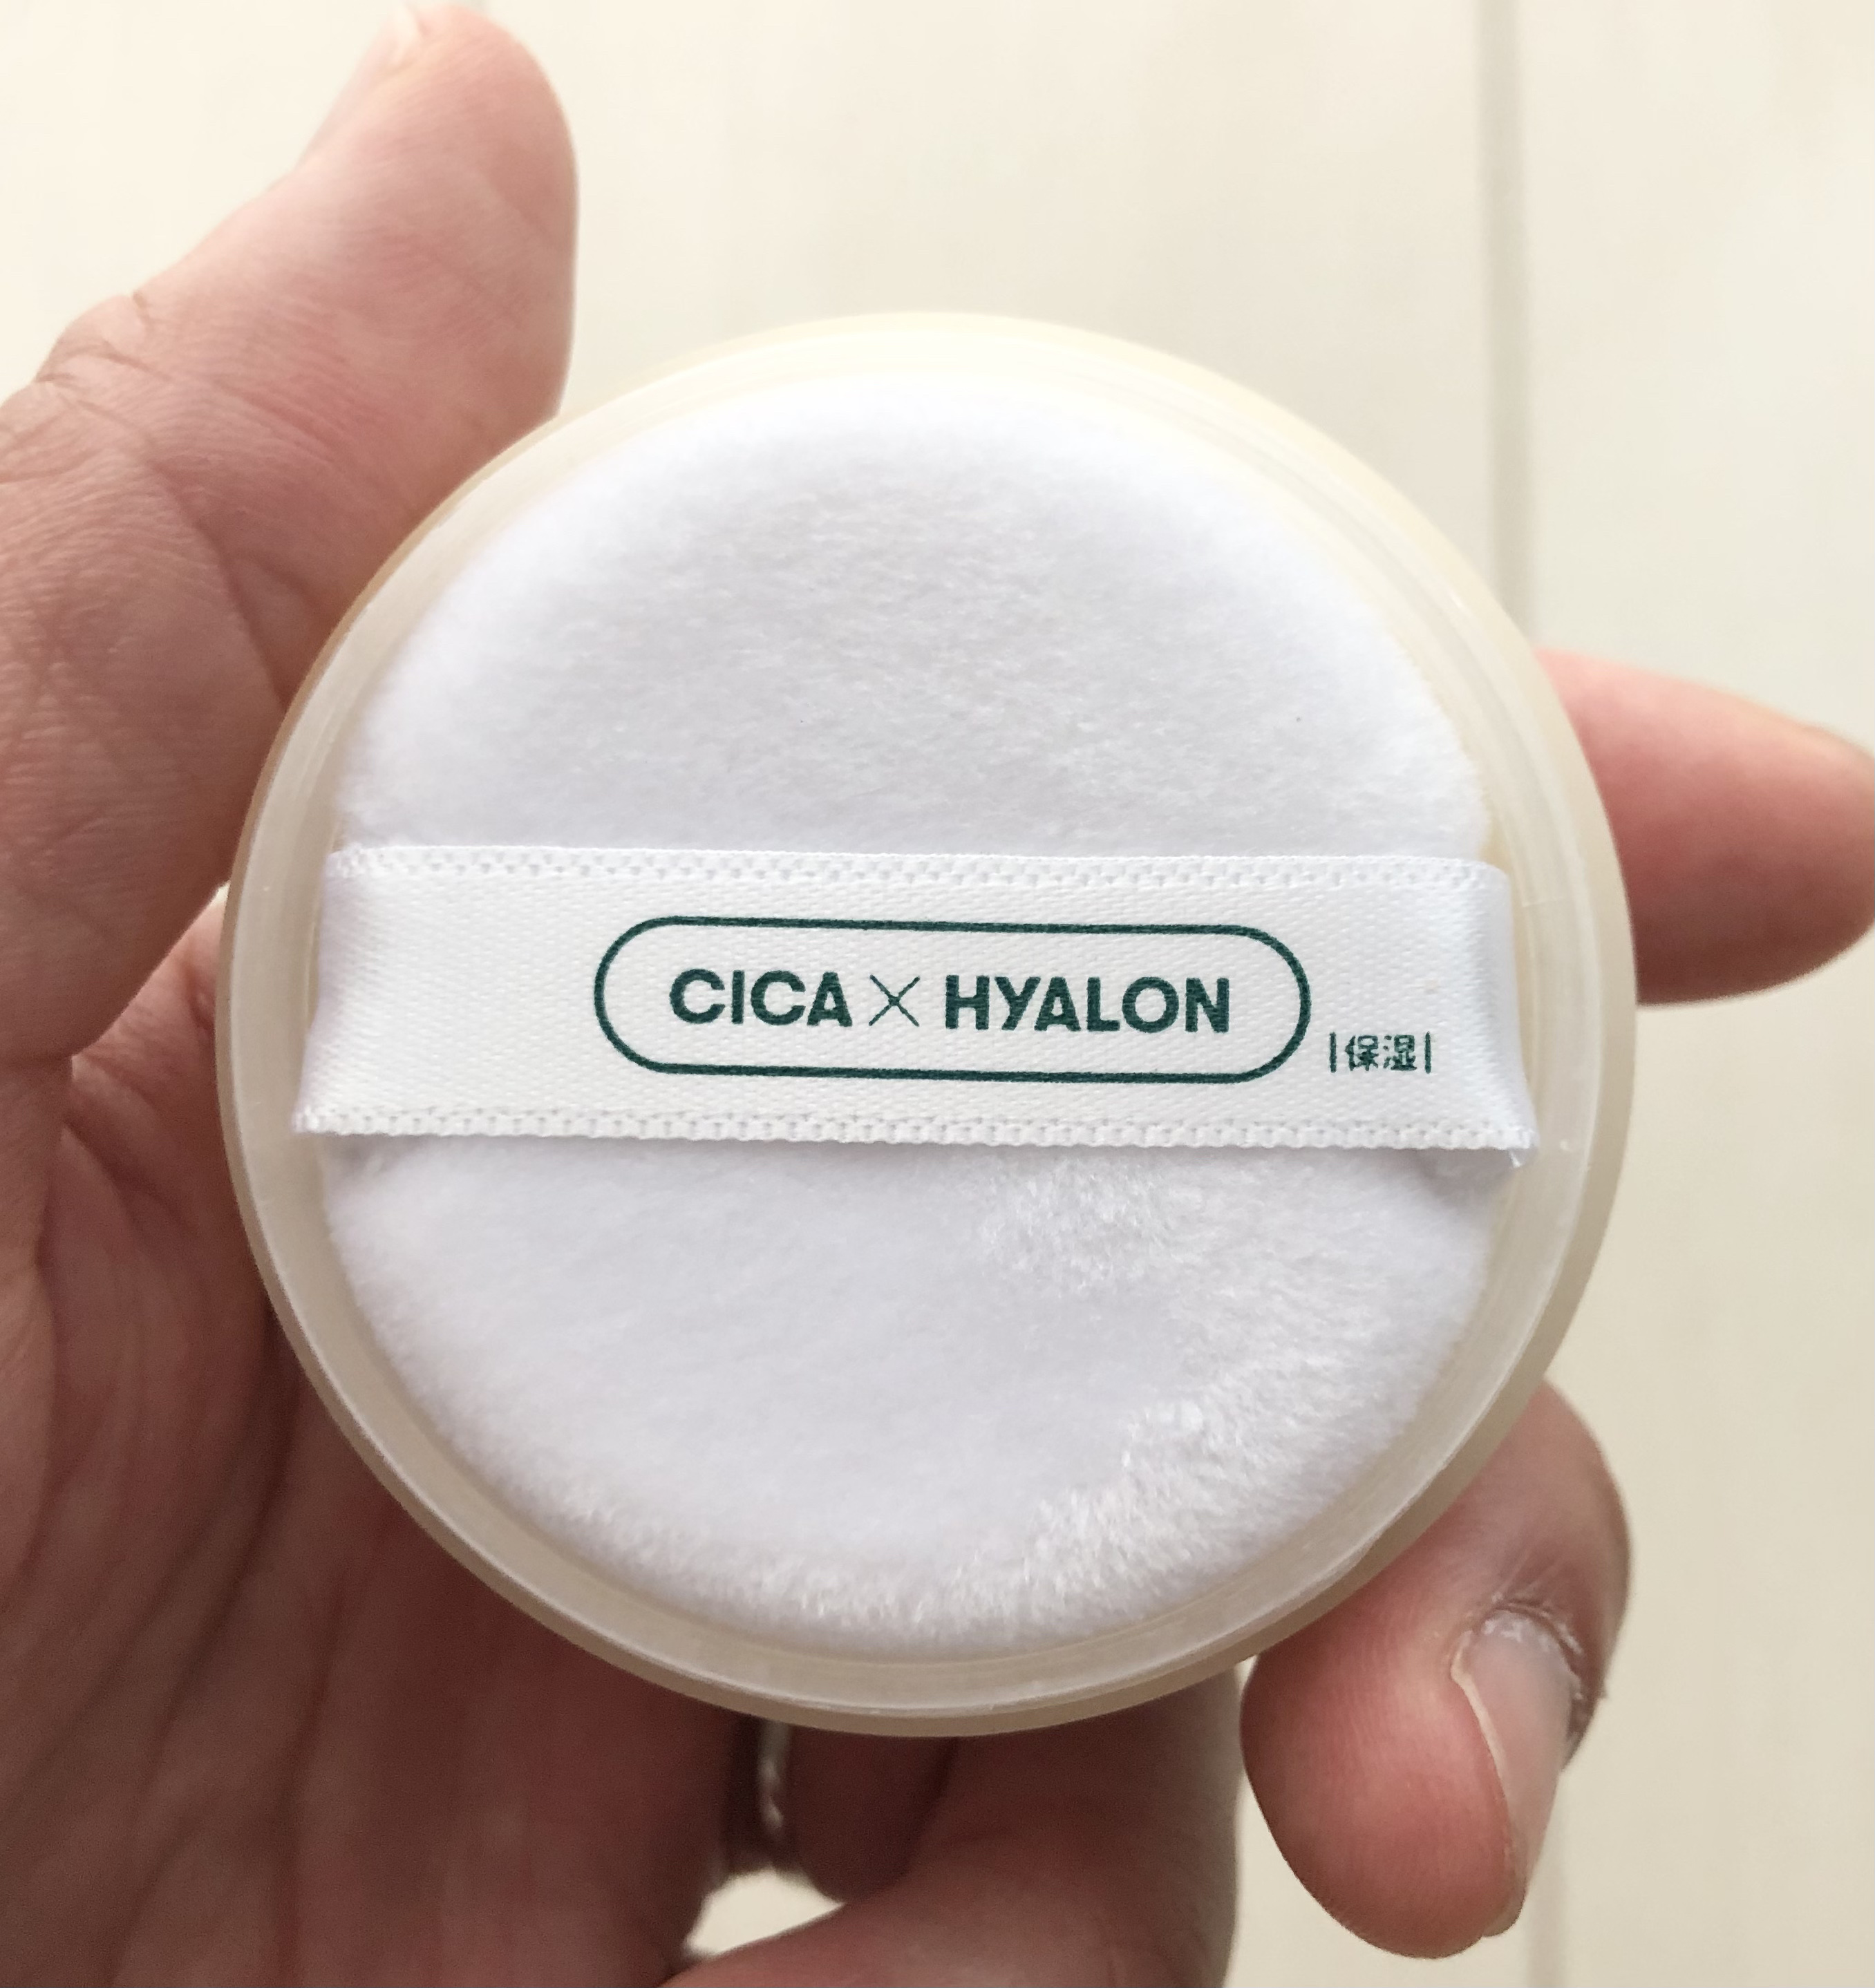 CICA × HYALON
|保湿|